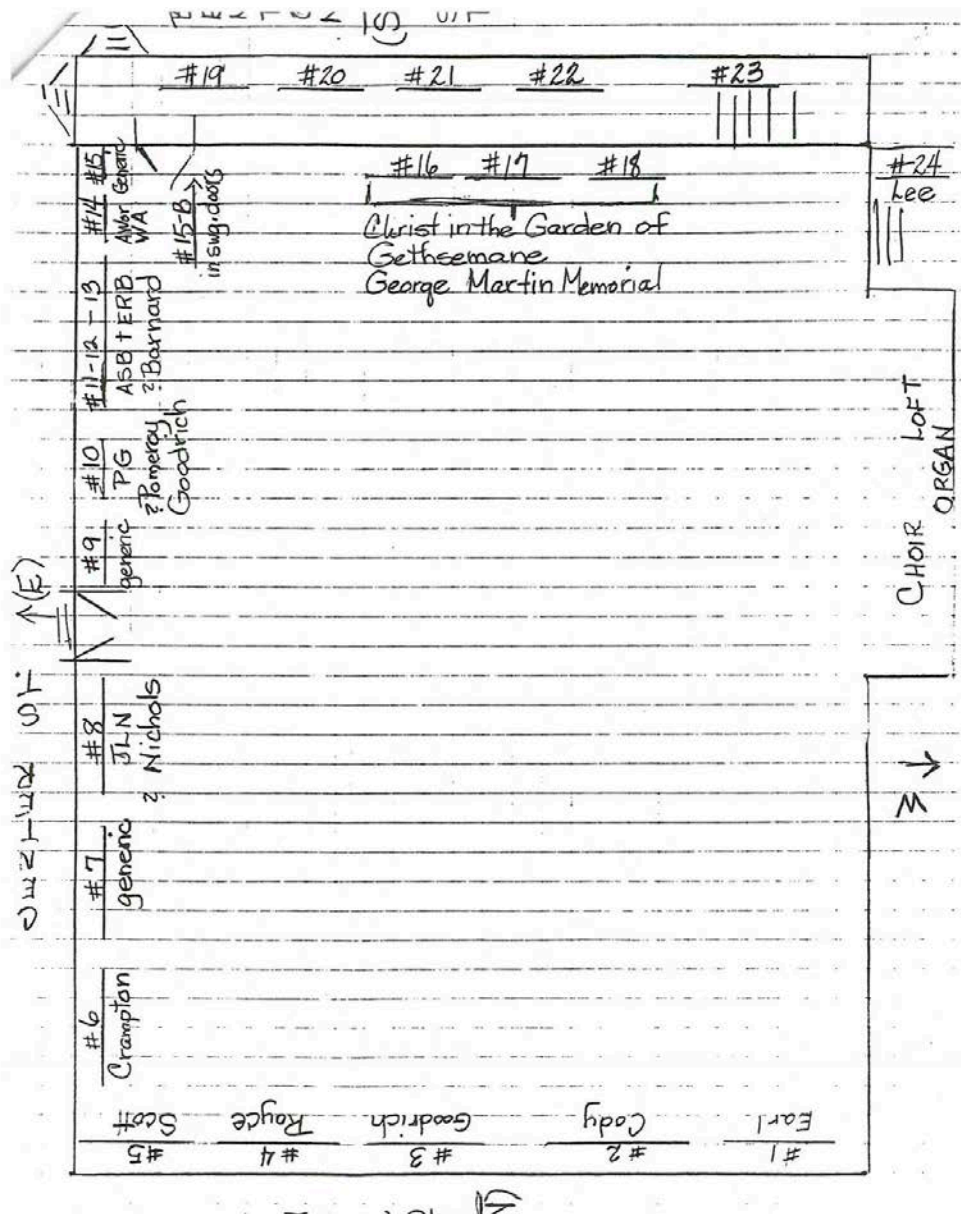 (S)
#19 #20 #21 #22 #23
#16 #17 #18
Christ in the Garden of
Gethsemane
George Martin Memorial
#24
Lee
#15
Generic
#15-B
in swg. doors
#14
WA
#11-12-13
ASB + ERB
? Barnard
#10
PG
? Pomeroy
Goodrich
#9
generic
(E)
#8
JLN
? Nichols
#7
generic
#6
Crampton
CHOIR LOFT
ORGAN
W
#5
Scott
#4
Royce
#3
Goodrich
#2
Cody
#1
Earl